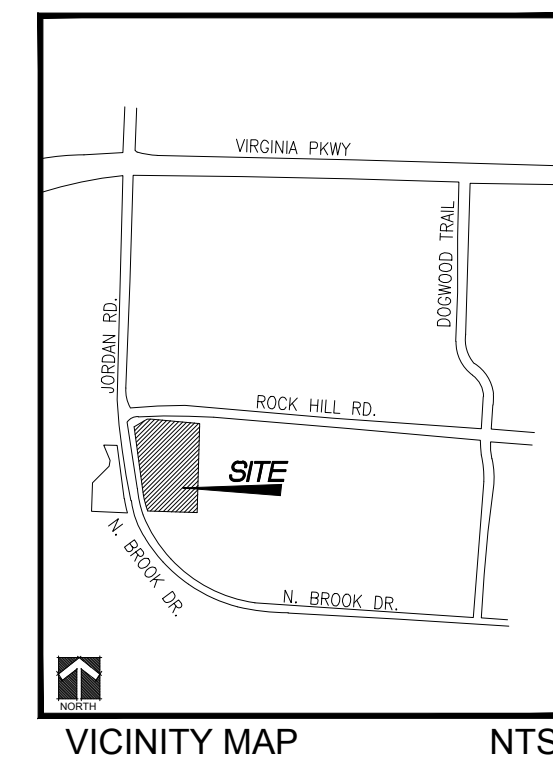 VIRGINIA PKWY
DOGWOOD TRAIL
JORDAN RD.
ROCK HILL RD.
SITE
N. BROOK DR.
N. BROOK DR.
NORTH
VICINITY MAP NTS